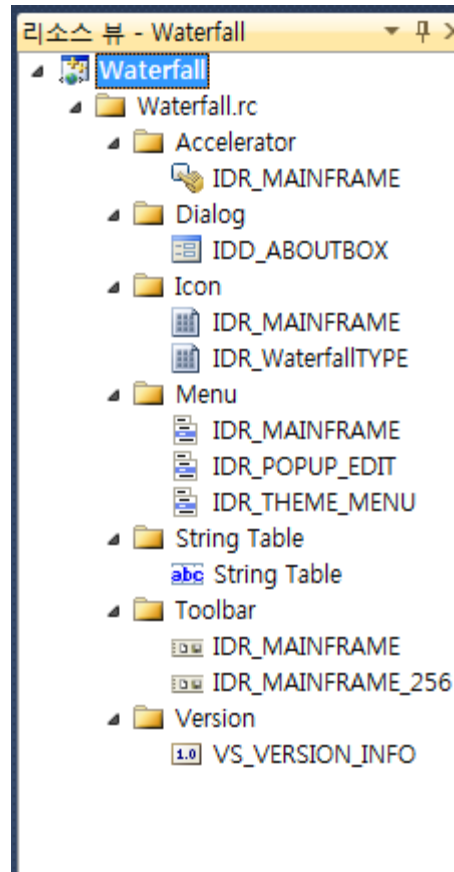 리소스 뷰 - Waterfall
Waterfall
Waterfall.rc
Accelerator
IDR_MAINFRAME
Dialog
IDD_ABOUTBOX
Icon
IDR_MAINFRAME
IDR_WaterfallTYPE
Menu
IDR_MAINFRAME
IDR_POPUP_EDIT
IDR_THEME_MENU
String Table
abc String Table
Toolbar
IDR_MAINFRAME
IDR_MAINFRAME_256
Version
1.0 VS_VERSION_INFO